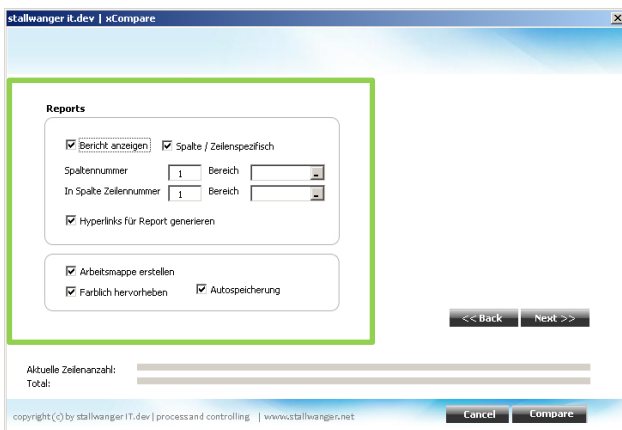 stallwanger it.dev | xCompare
Reports
Bericht anzeigen Spalte / Zeilenspezifisch
Spaltennummer 1 Bereich
In Spalte Zeilennummer 1 Bereich
Hyperlinks für Report generieren
Arbeitsmappe erstellen
Farblich hervorheben Autospeicherung
<< Back Next >>
Aktuelle Zeilenanzahl:
Total:
copyright (c) by stallwanger IT.dev | process and controlling | www.stallwanger.net Cancel Compare